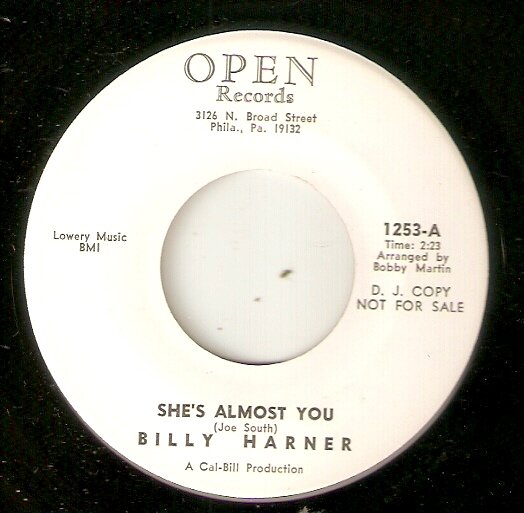 OPEN
Records
3126 N. Broad Street
Phila., Pa. 19132
Lowery Music
BMI
1253-A
Time: 2:23
Arranged by
Bobby Martin
D. J. COPY
NOT FOR SALE
SHE'S ALMOST YOU
(Joe South)
BILLY HARNER
A Cal-Bill Production